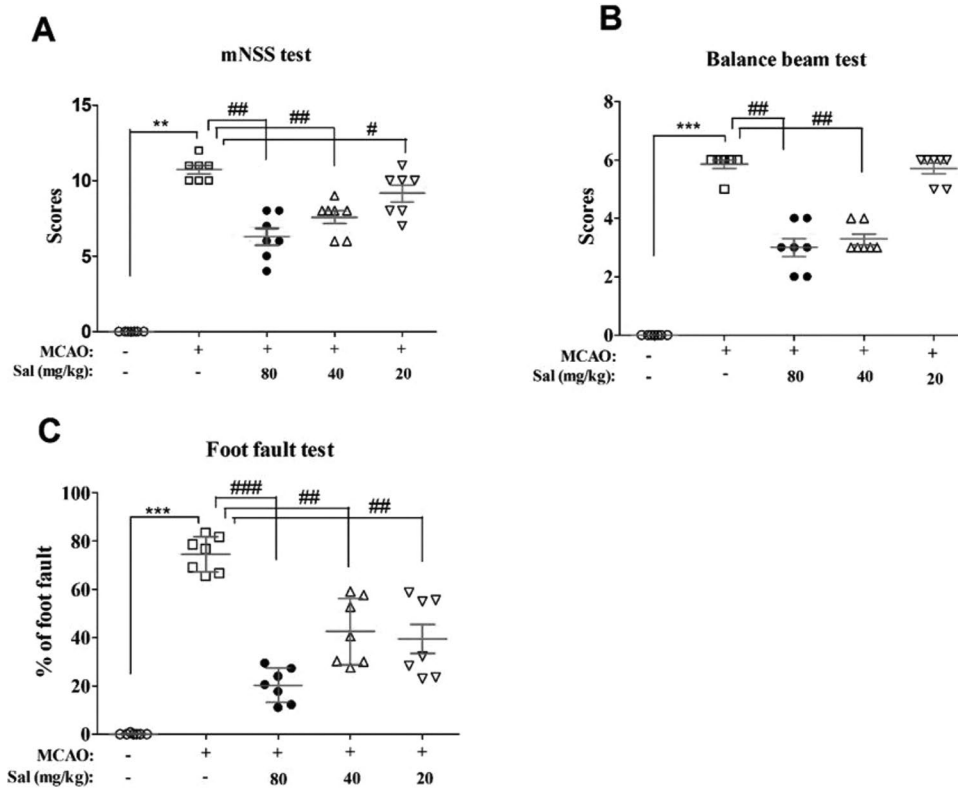 A
mNSS test
Scores
15
10
5
0
** ## ## #
MCAO: - + + + +
Sal (mg/kg): - - 80 40 20
B
Balance beam test
Scores
8
6
4
2
0
*** ## ##
MCAO: - + + + +
Sal (mg/kg): - - 80 40 20
C
Foot fault test
% of foot fault
100
80
60
40
20
0
*** ### ## ##
MCAO: - + + + +
Sal (mg/kg): - - 80 40 20